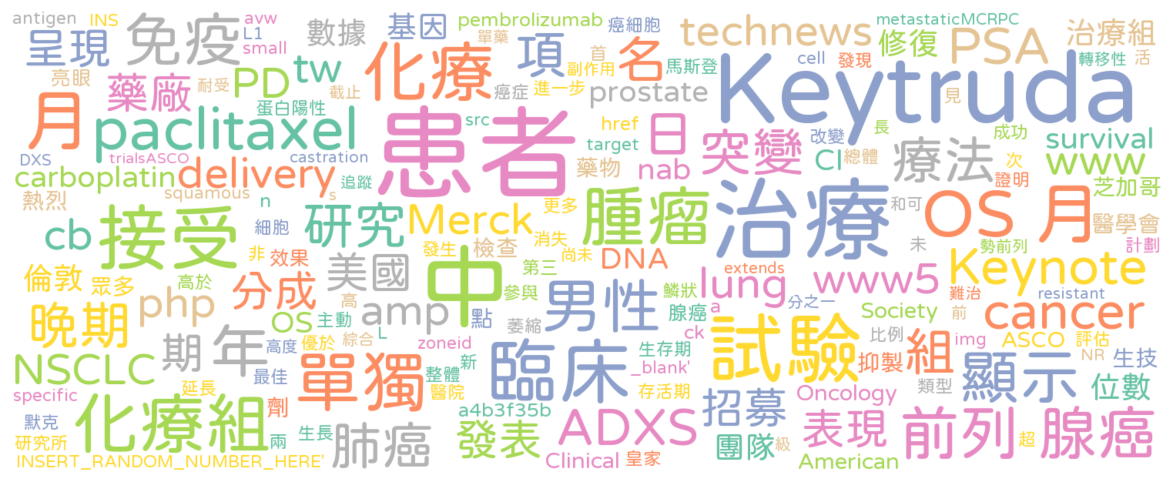 antigen INS avw 免疫 數據 基因 pembrolizumab 癌細胞 technews metastaticMCRPC 治療組
呈現 L1 small 化療 單藥 首 項 名 馬斯登 cell 修復 PSA 發現 轉移性 活
亮眼 藥廠 PD tw 耐受 截止 蛋白陽性 癌症 副作用 進一步 prostate Keytruda 見
月 paclitaxel 患者 src href target 日 突變 改變 長 成功 survival
DXS trialsASCO castration nab 藥物 CI 總體 療法 次 www
carboplatin delivery 追蹤 s 證明 芝加哥
熱烈 squamous n 接受 研究 Merck 更多 腫瘤 治療 和可 OS 月 醫學會
cb 細胞 發生 檢查 消失 尚未 DNA 未 勢前列 計劃
倫敦 眾多 高於 非 效果 美國 中 第三 extends lung www5 Keynote
php 分成 高 amp 參與 男性 鱗狀 腺癌 a 分之一 難治 resistant
晚期 期 年 OS 主動 點 萎縮 ck Society 前 cancer
NSCLC 高度 優於 綜合 L zoneid 臨床 生存期 試驗 比例 組 img ASCO 評估
specific 延長 最佳 單獨 整體 新 醫院 _blank' 存活期 抑製 顯示 NR 生技
默克 化療組 劑 a4b3f35b ADXS 招募 Oncology 類型 位數
研究所 兩 生長 肺癌 發表 團隊 表現 前列 腺癌 超
INSERT_RANDOM_NUMBER_HERE' Clinical 皇家 American 級